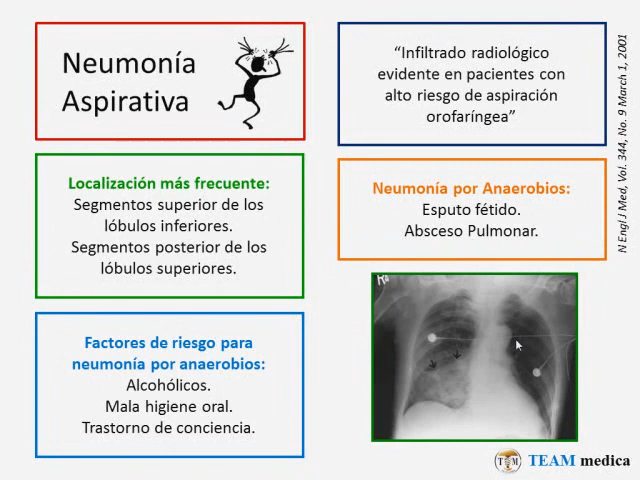 Neumonía
Aspirativa
“Infiltrado radiológico
evidente en pacientes con
alto riesgo de aspiración
orofaríngea”
N Engl J Med, Vol. 344, No. 9 March 1, 2001
Localización más frecuente:
Segmentos superior de los
lóbulos inferiores.
Segmentos posterior de los
lóbulos superiores.
Neumonía por Anaerobios:
Esputo fétido.
Absceso Pulmonar.
Factores de riesgo para
neumonía por anaerobios:
Alcohólicos.
Mala higiene oral.
Trastorno de conciencia.
TEAM medica